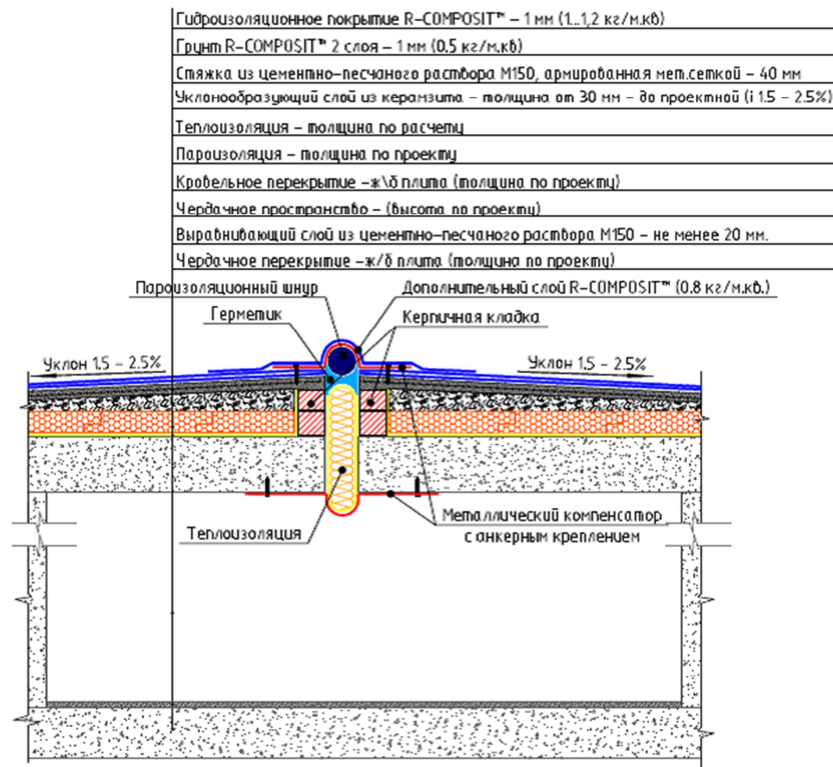 Гидроизоляционное покрытие R-COMPOSIT™ – 1 мм (1...1,2 кг/м.кв)
Грунт R-COMPOSIT™ 2 слоя – 1 мм (0.5 кг/м.кв)
Стяжка из цементно-песчаного раствора М150, армированная мет.сеткой – 40 мм
Уклонообразующий слой из керамзита – толщина от 30 мм – до проектной (i 1.5 – 2.5%)
Теплоизоляция – толщина по расчету
Пароизоляция – толщина по проекту
Кровельное перекрытие –ж\б плита (толщина по проекту)
Чердачное пространство – (высота по проекту)
Выравнивающий слой из цементно-песчаного раствора М150 – не менее 20 мм.
Чердачное перекрытие –ж/б плита (толщина по проекту)
Пароизоляционный шнур
Дополнительный слой R-COMPOSIT™ (0.8 кг/м.кв.)
Герметик
Керпичная кладка
Уклон 1.5 – 2.5%
Уклон 1.5 – 2.5%
Теплоизоляция
Металлический компенсатор
с анкерным креплением